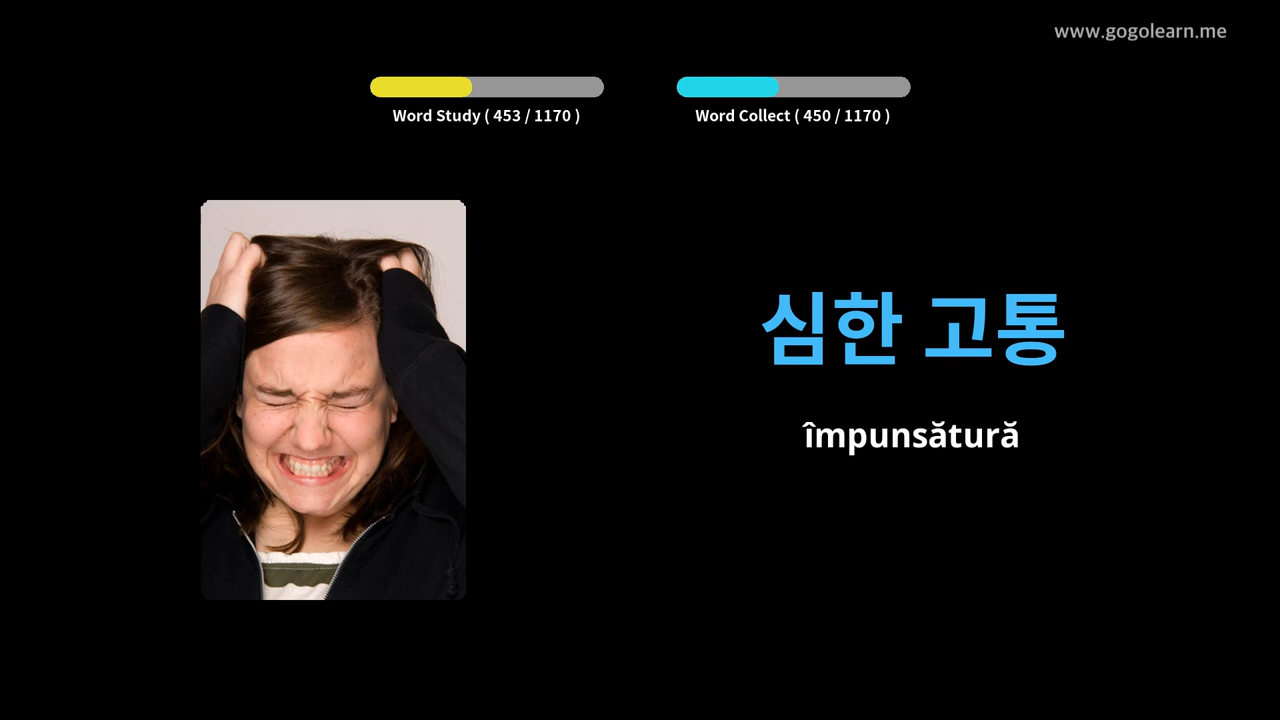 www.gogolearn.me
Word Study ( 453 / 1170 )
Word Collect ( 450 / 1170 )
심한 고통
împunsătură